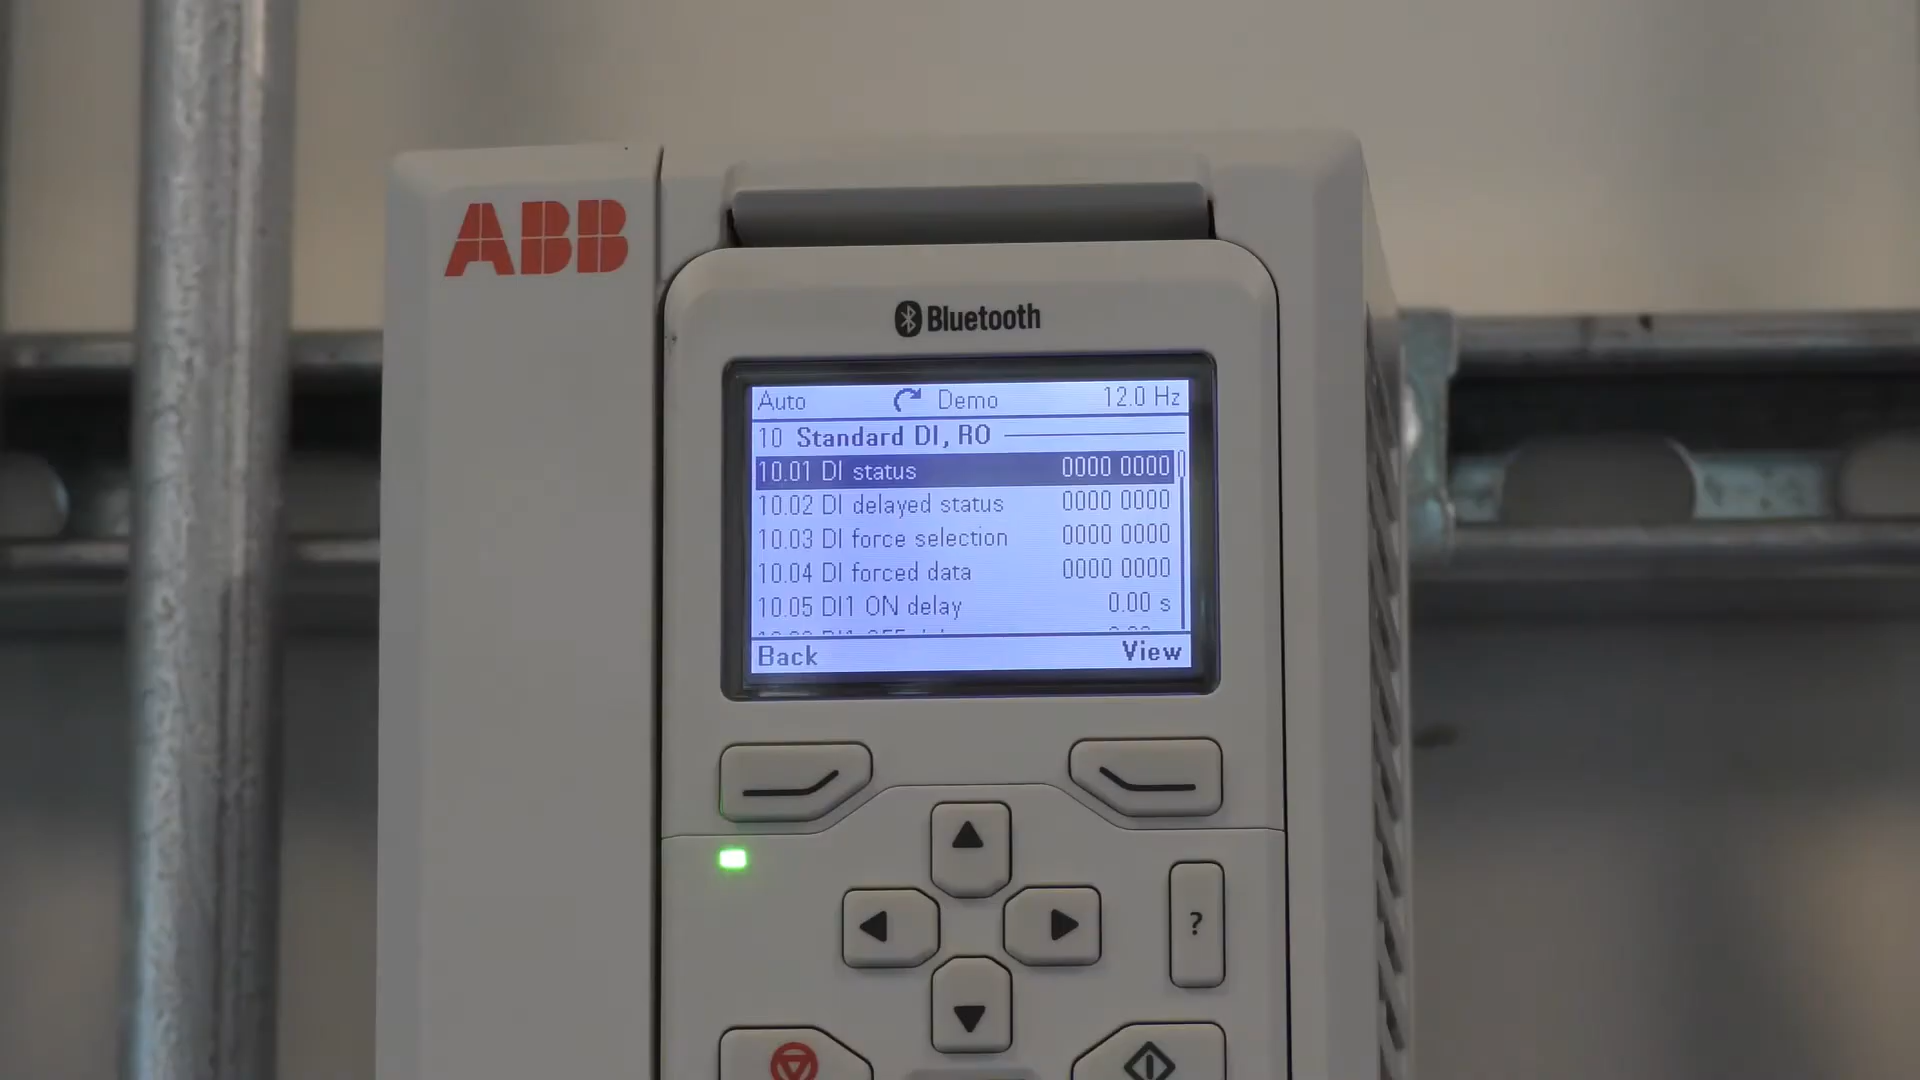 ABB
Bluetooth
Auto Demo 12.0 Hz
10 Standard DI, RO
10.01 DI status 0000 0000
10.02 DI delayed status 0000 0000
10.03 DI force selection 0000 0000
10.04 DI forced data 0000 0000
10.05 DI1 ON delay 0.00 s
Back View
?